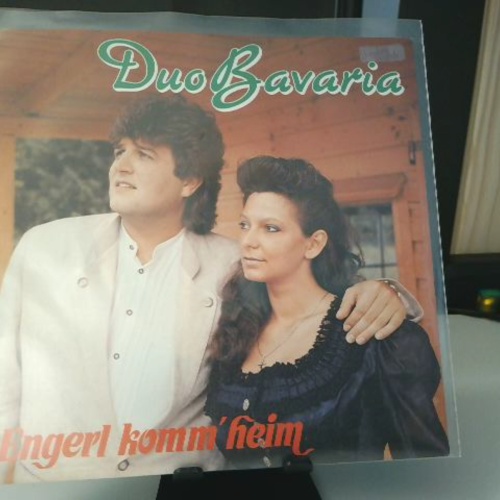 Duo Bavaria
Engerl komm' heim